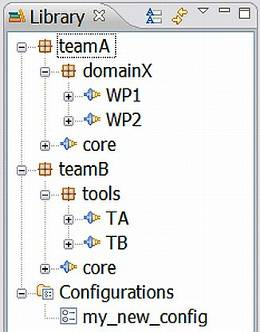 Library
teamA
domainX
WP1
WP2
core
teamB
tools
TA
TB
core
Configurations
my_new_config